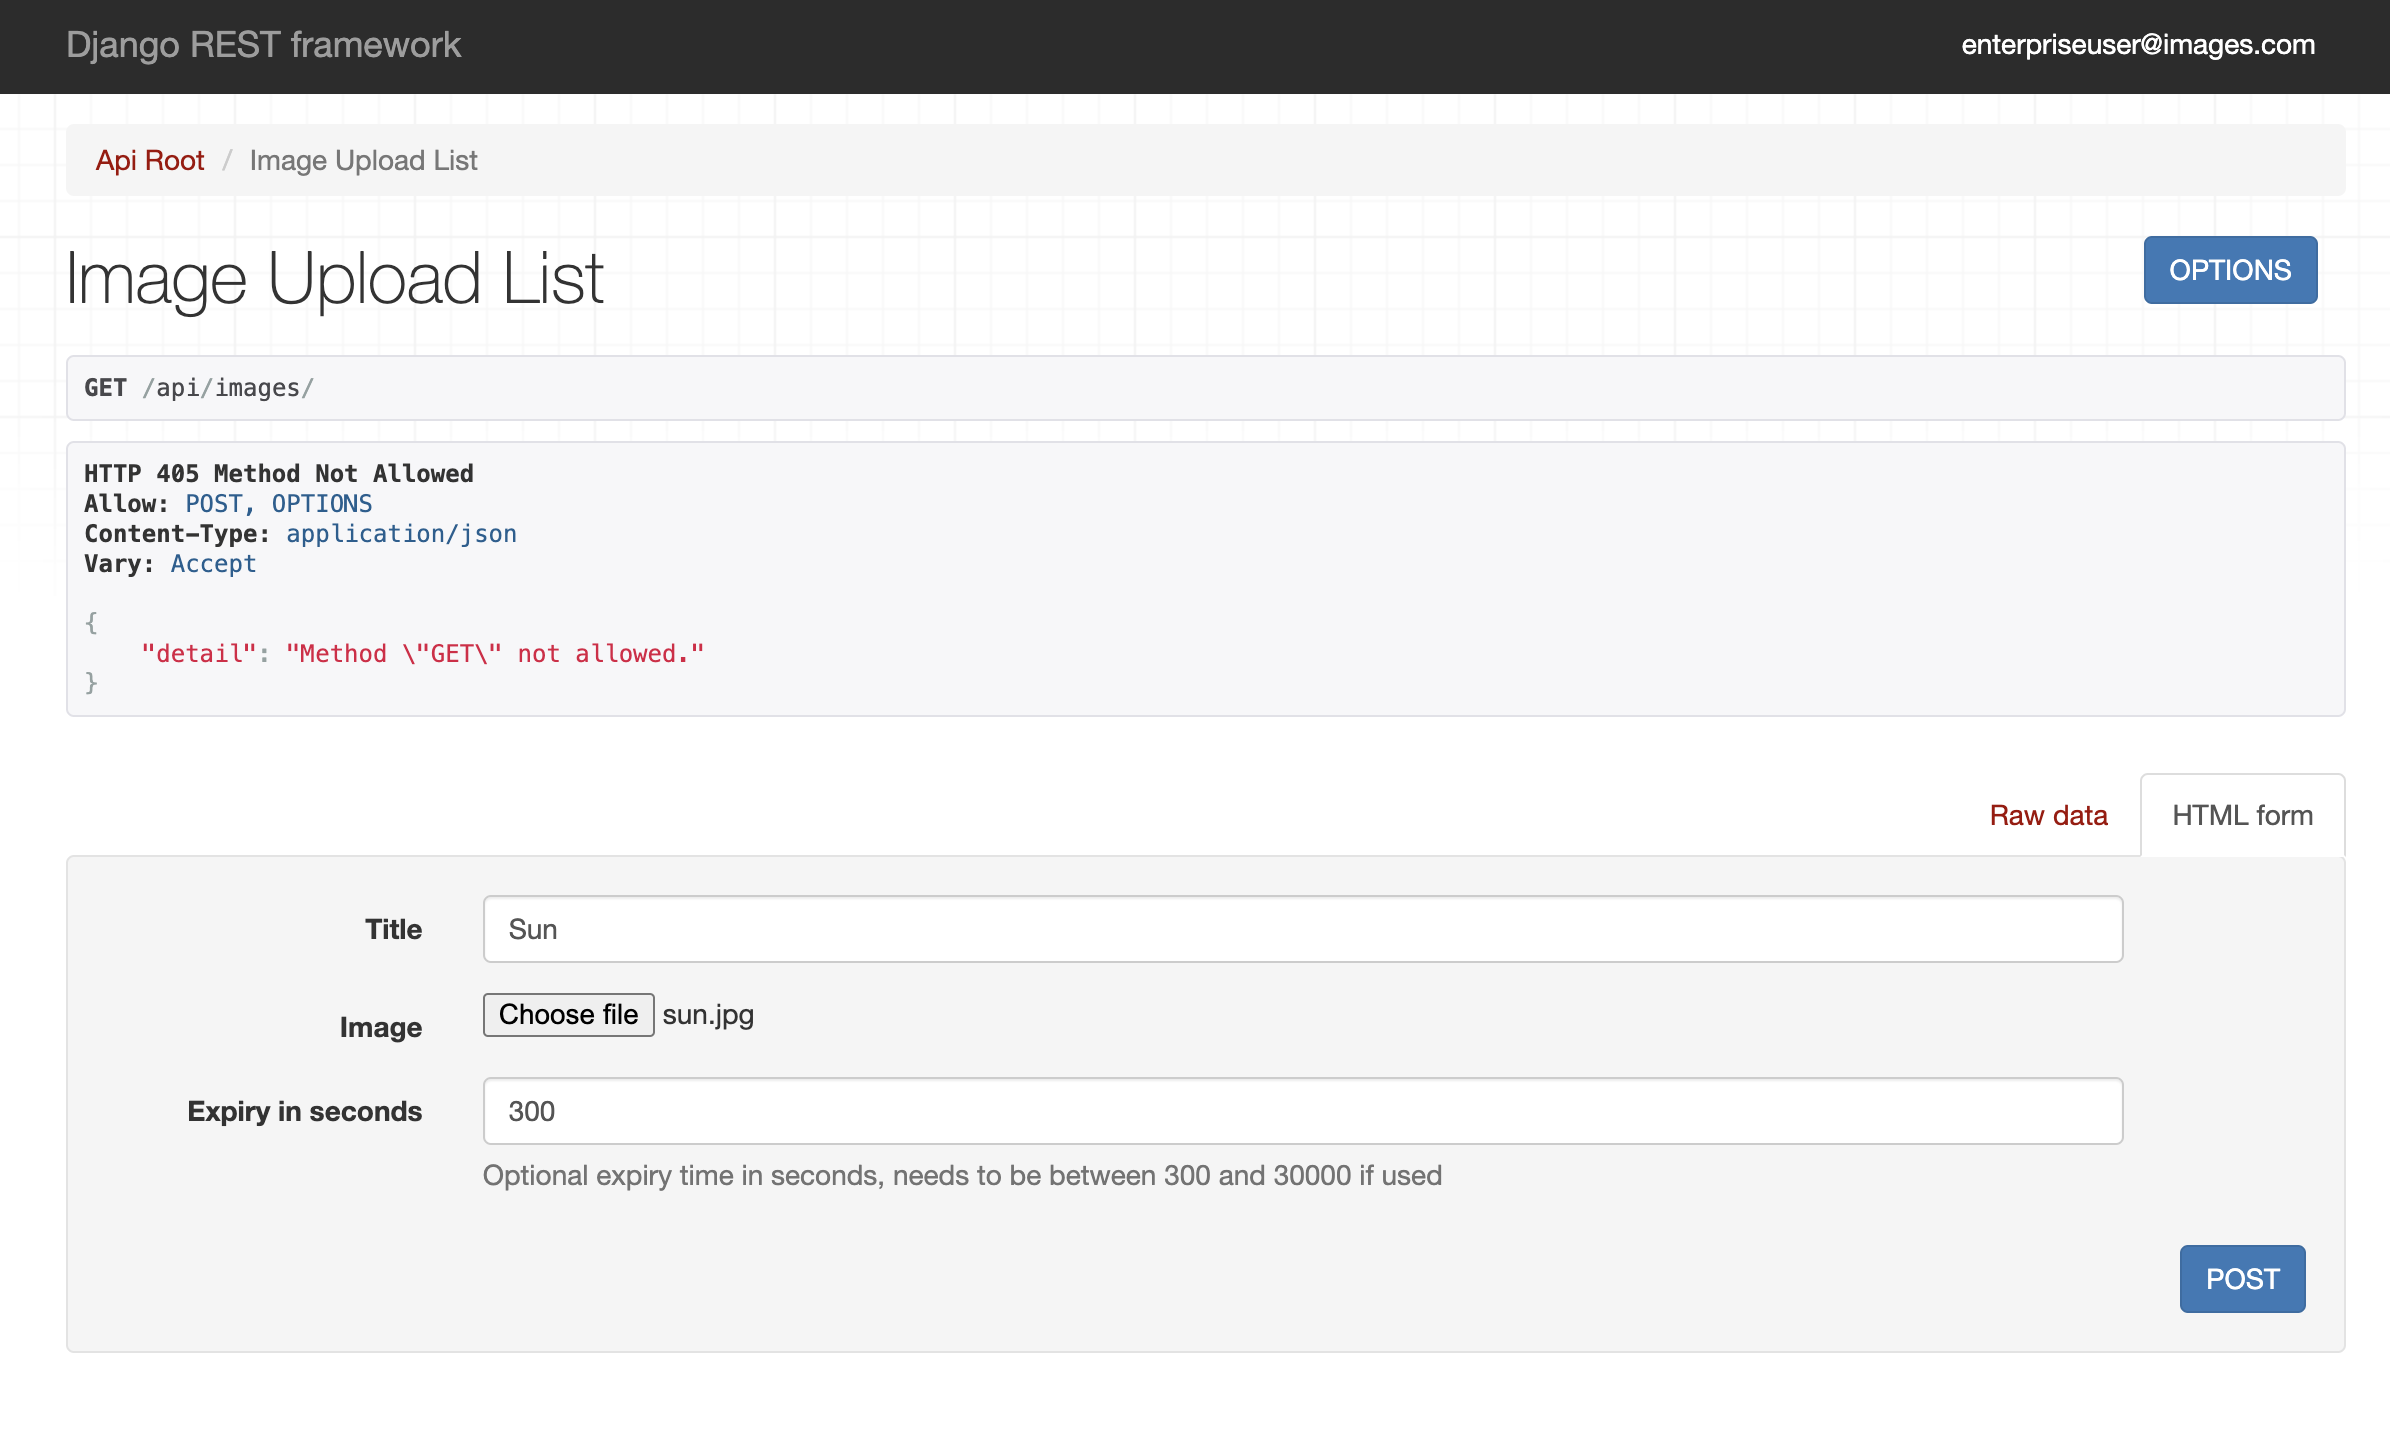 Django REST framework
enterpriseuser@images.com
Api Root / Image Upload List
Image Upload List
OPTIONS
GET /api/images/
HTTP 405 Method Not Allowed
Allow: POST, OPTIONS
Content-Type: application/json
Vary: Accept
{
    "detail": "Method \"GET\" not allowed."
}
Raw data
HTML form
Title
Sun
Image
Choose file sun.jpg
Expiry in seconds
300
Optional expiry time in seconds, needs to be between 300 and 30000 if used
POST